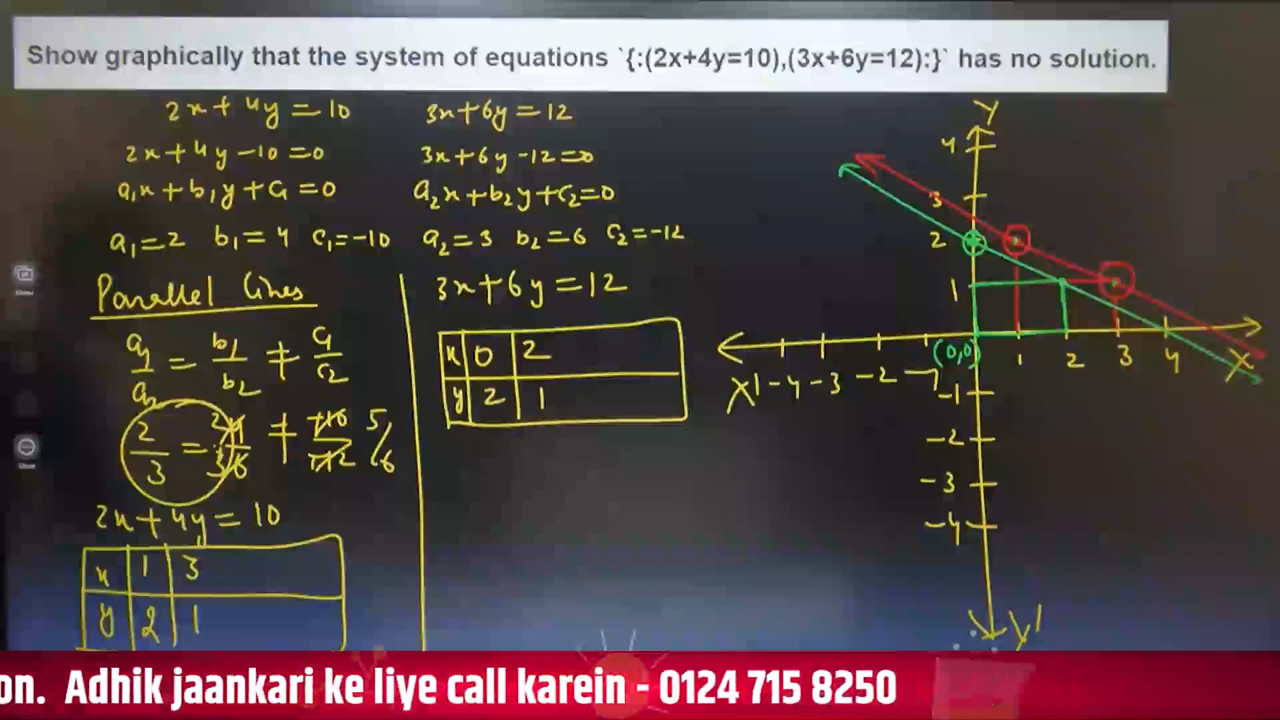 Show graphically that the system of equations `{:(2x+4y=10),(3x+6y=12):}` has no solution.
2x + 4y = 10
2x + 4y - 10 = 0
a₁x + b₁y + c₁ = 0
a₁ = 2 b₁ = 4 c₁ = -10
3x + 6y = 12
3x + 6y - 12 = 0
a₂x + b₂y + c₂ = 0
a₂ = 3 b₂ = 6 c₂ = -12
Parallel lines
a₁/a₂ = b₁/b₂ ≠ c₁/c₂
2/3 = 4/6 2/3 ≠ -10/-12 5/6
2x + 4y = 10
x 1 3
y 2 1
3x + 6y = 12
x 0 2
y 2 1
Y
4
3
2
1
(0,0) 1 2 3 4 X
X' -4 -3 -2 -1
-1
-2
-3
-4
Y'
on. Adhik jaankari ke liye call karein - 0124 715 8250